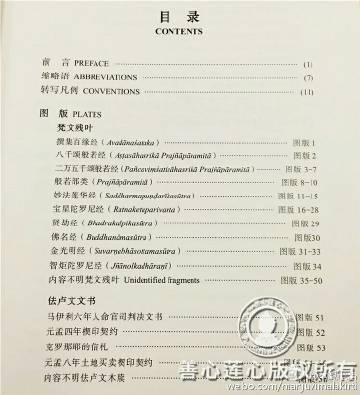 目 录
CONTENTS
前 言 PREFACE (1)
缩略语 ABBREVIATIONS (7)
转写凡例 CONVENTIONS (11)
图 版 PLATES
梵文残叶
撰集百缘经 (Avadānaśataka) 图版 1
八千颂般若经 (Aṣṭasāhasrikā Prajñāpāramitā) 图版 2
二万五千颂般若经 (Pañcaviṃśatisāhasrikā Prajñāpāramitā) 图版 3-7
般若部类 (Prajñāpāramitā) 图版 8-10
妙法莲华经 (Saddharmapuṇḍarīkasūtra) 图版 11-15
宝星陀罗尼经 (Ratnaketuparivarta) 图版 16-28
贤劫经 (Bhadrakalpikasūtra) 图版 29
佛名经 (Buddhanāmasūtra) 图版30
金光明经 (Suvarṇabhāsottamasūtra) 图版 31-33
智炬陀罗尼经 (Jñānolkadhāraṇī) 图版 34
内容不明梵文残叶 Unidentified fragments 图版 35-50
佉卢文文书
马伊利六年人命官司判决文书 图版 51
元孟四年楔印契约 图版 52
克罗那耶的信札 图版 53
元孟八年土地买卖楔印契约
内容不明佉卢文木牍
善心莲心版权所有
weibo.com/manjuvimalakirti